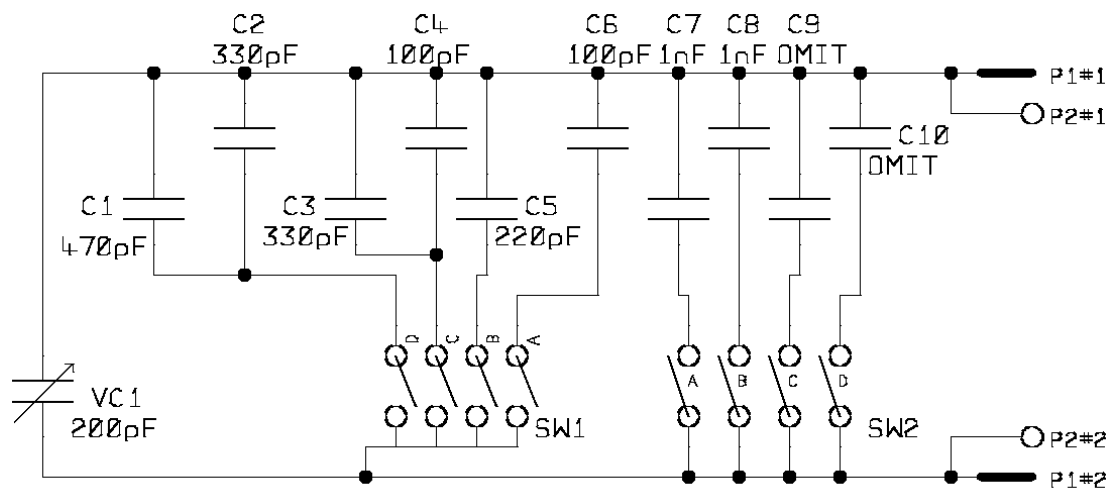 C2
330pF
C4
100pF
C6
100pF
C7
1nF
C8
1nF
C9
OMIT
P1#1
P2#1
C10
OMIT
C1
470pF
C3
330pF
C5
220pF
D
C
B
A
A
B
C
D
VC1
200pF
SW1
SW2
P2#2
P1#2